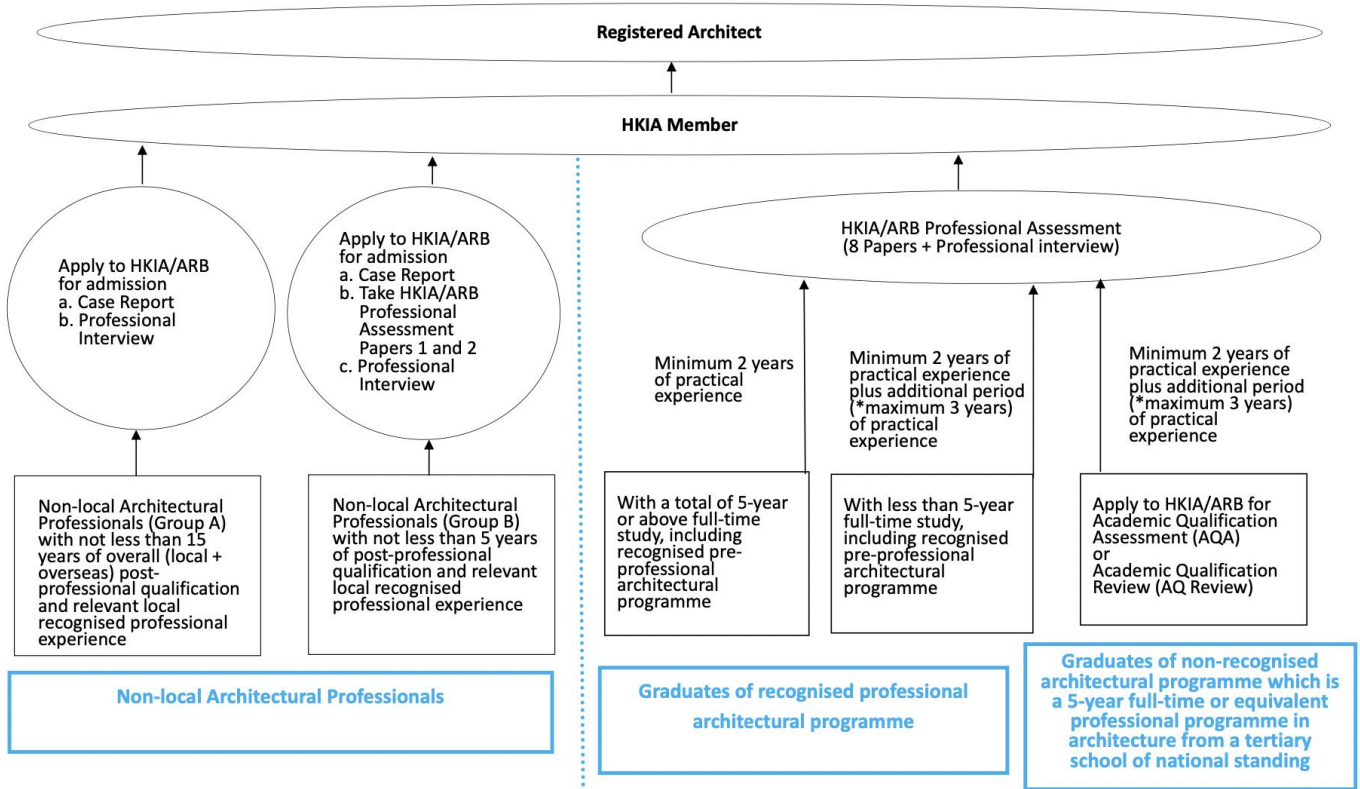 Registered Architect
HKIA Member
Apply to HKIA/ARB
for admission
a. Case Report
b. Professional
Interview
Apply to HKIA/ARB
for admission
a. Case Report
b. Take HKIA/ARB
Professional
Assessment
Papers 1 and 2
c. Professional
Interview
HKIA/ARB Professional Assessment
(8 Papers + Professional interview)
Minimum 2 years
of practical
experience
Minimum 2 years of
practical experience
plus additional period
(*maximum 3 years)
of practical
experience
Minimum 2 years of
practical experience
plus additional period
(*maximum 3 years)
of practical
experience
Non-local Architectural
Professionals (Group A)
with not less than 15
years of overall (local +
overseas) post-
professional qualification
and relevant local
recognised professional
experience
Non-local Architectural
Professionals (Group B)
with not less than 5 years
of post-professional
qualification and relevant
local recognised
professional experience
With a total of 5-year
or above full-time
study, including
recognised pre-
professional
architectural
programme
With less than 5-year
full-time study,
including recognised
pre-professional
architectural
programme
Apply to HKIA/ARB for
Academic Qualification
Assessment (AQA)
or
Academic Qualification
Review (AQ Review)
Non-local Architectural Professionals
Graduates of recognised professional
architectural programme
Graduates of non-recognised
architectural programme which is
a 5-year full-time or equivalent
professional programme in
architecture from a tertiary
school of national standing